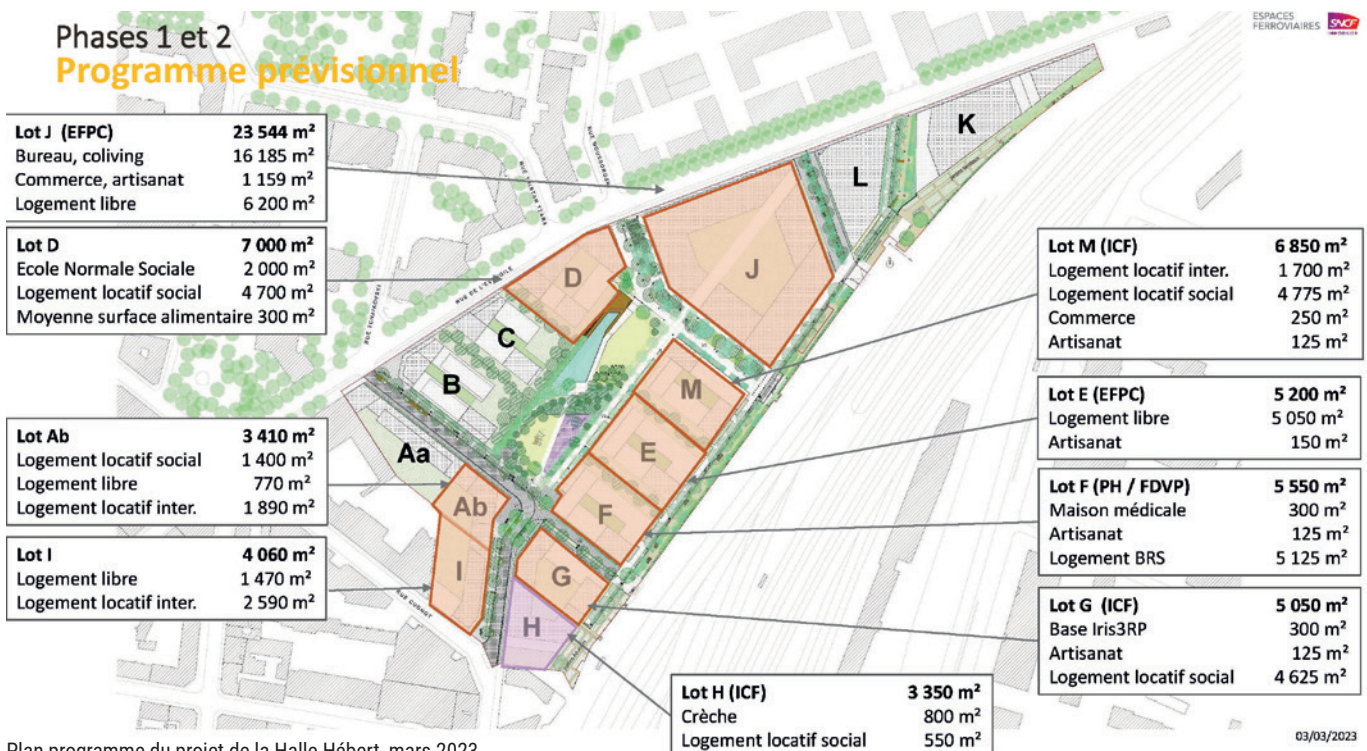 Phases 1 et 2
Programme prévisionnel
ESPACES
FERROVIAIRES
SNCF
Lot J (EFPC) 23 544 m²
Bureau, coliving 16 185 m²
Commerce, artisanat 1 159 m²
Logement libre 6 200 m²
Lot D 7 000 m²
Ecole Normale Sociale 2 000 m²
Logement locatif social 4 700 m²
Moyenne surface alimentaire 300 m²
Lot Ab 3 410 m²
Logement locatif social 1 400 m²
Logement libre 770 m²
Logement locatif inter. 1 890 m²
Lot I 4 060 m²
Logement libre 1 470 m²
Logement locatif inter. 2 590 m²
K
L
J
D
C
B
Aa
Ab
I
M
E
F
G
H
RUE CUGNOT
Lot M (ICF) 6 850 m²
Logement locatif inter. 1 700 m²
Logement locatif social 4 775 m²
Commerce 250 m²
Artisanat 125 m²
Lot E (EFPC) 5 200 m²
Logement libre 5 050 m²
Artisanat 150 m²
Lot F (PH / FDVP) 5 550 m²
Maison médicale 300 m²
Artisanat 125 m²
Logement BRS 5 125 m²
Lot G (ICF) 5 050 m²
Base Iris3RP 300 m²
Artisanat 125 m²
Logement locatif social 4 625 m²
Lot H (ICF) 3 350 m²
Crèche 800 m²
Logement locatif social 550 m²
03/03/2023
Plan programme du projet de la Halle Hébert, mars 2023